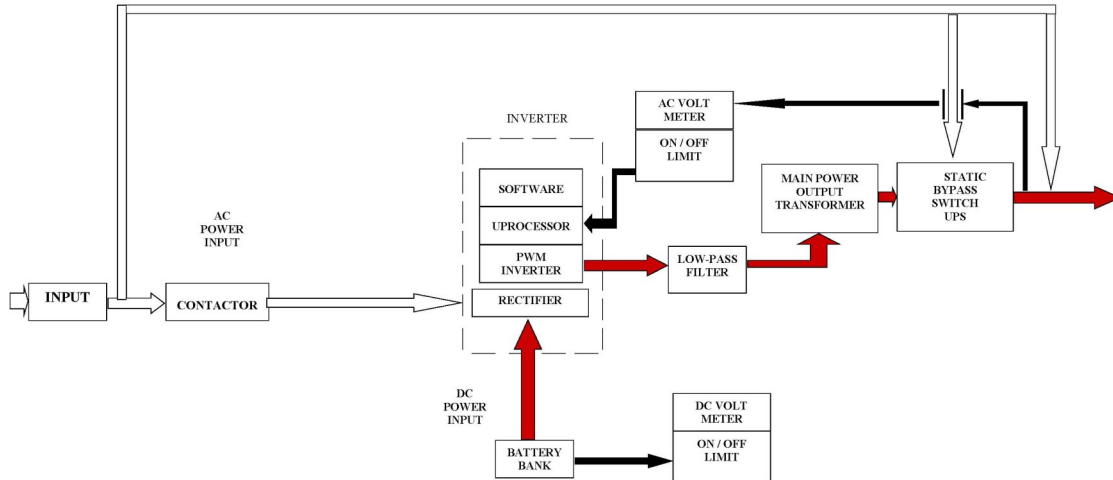 INVERTER
AC VOLT
METER
ON / OFF
LIMIT
SOFTWARE
UPROCESSOR
PWM
INVERTER
RECTIFIER
MAIN POWER
OUTPUT
TRANSFORMER
STATIC
BYPASS
SWITCH
UPS
AC
POWER
INPUT
LOW-PASS
FILTER
INPUT
CONTACTOR
DC
POWER
INPUT
BATTERY
BANK
DC VOLT
METER
ON / OFF
LIMIT